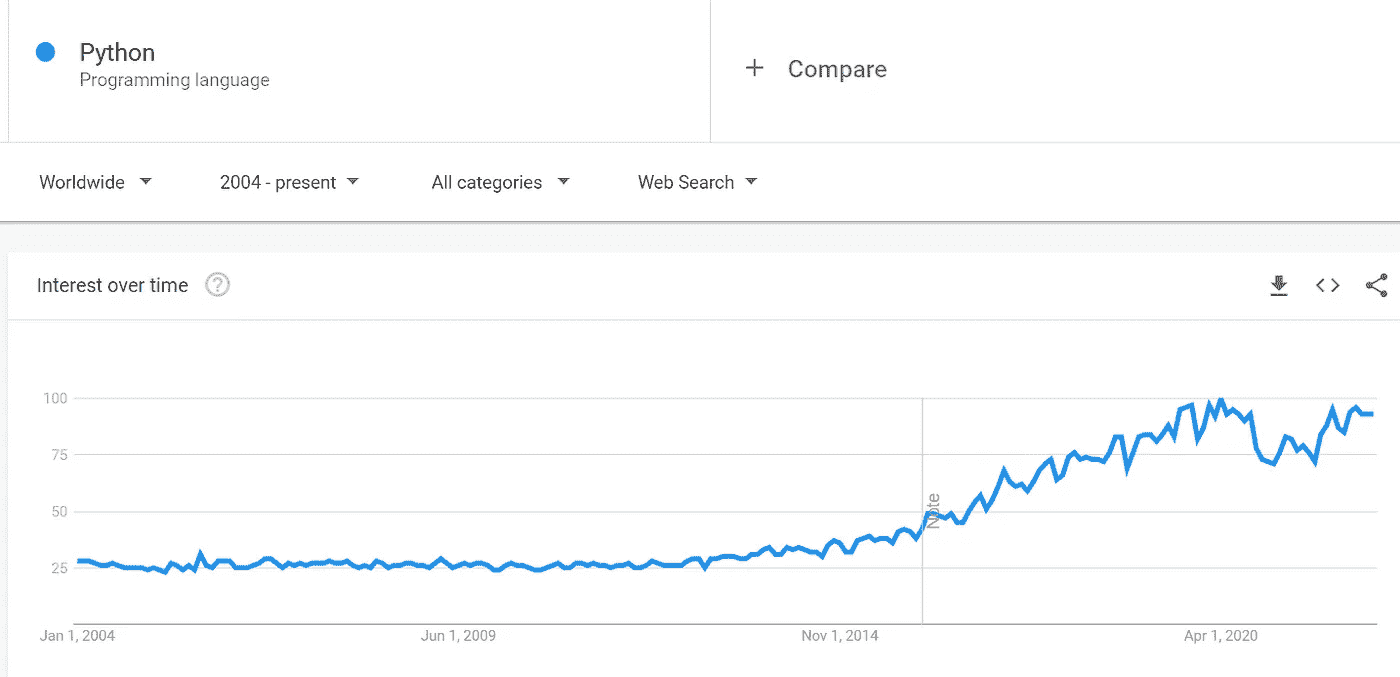 Python
Programming language
+ Compare
Worldwide
2004 - present
All categories
Web Search
Interest over time ?
100
75
50
25
Note
Jan 1, 2004
Jun 1, 2009
Nov 1, 2014
Apr 1, 2020